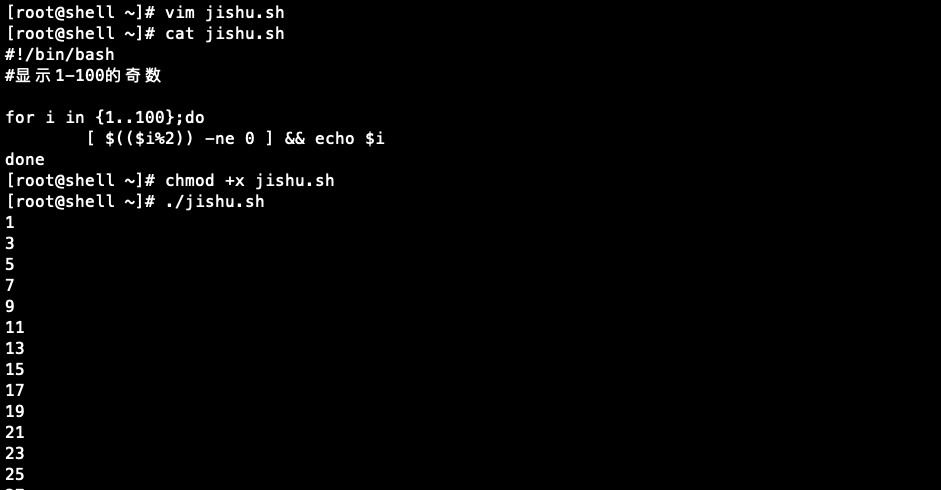 [root@shell ~]# vim jishu.sh
[root@shell ~]# cat jishu.sh
#!/bin/bash
#显示1-100的奇数
for i in {1..100};do
        [ $(($i%2)) -ne 0 ] && echo $i
done
[root@shell ~]# chmod +x jishu.sh
[root@shell ~]# ./jishu.sh
1
3
5
7
9
11
13
15
17
19
21
23
25